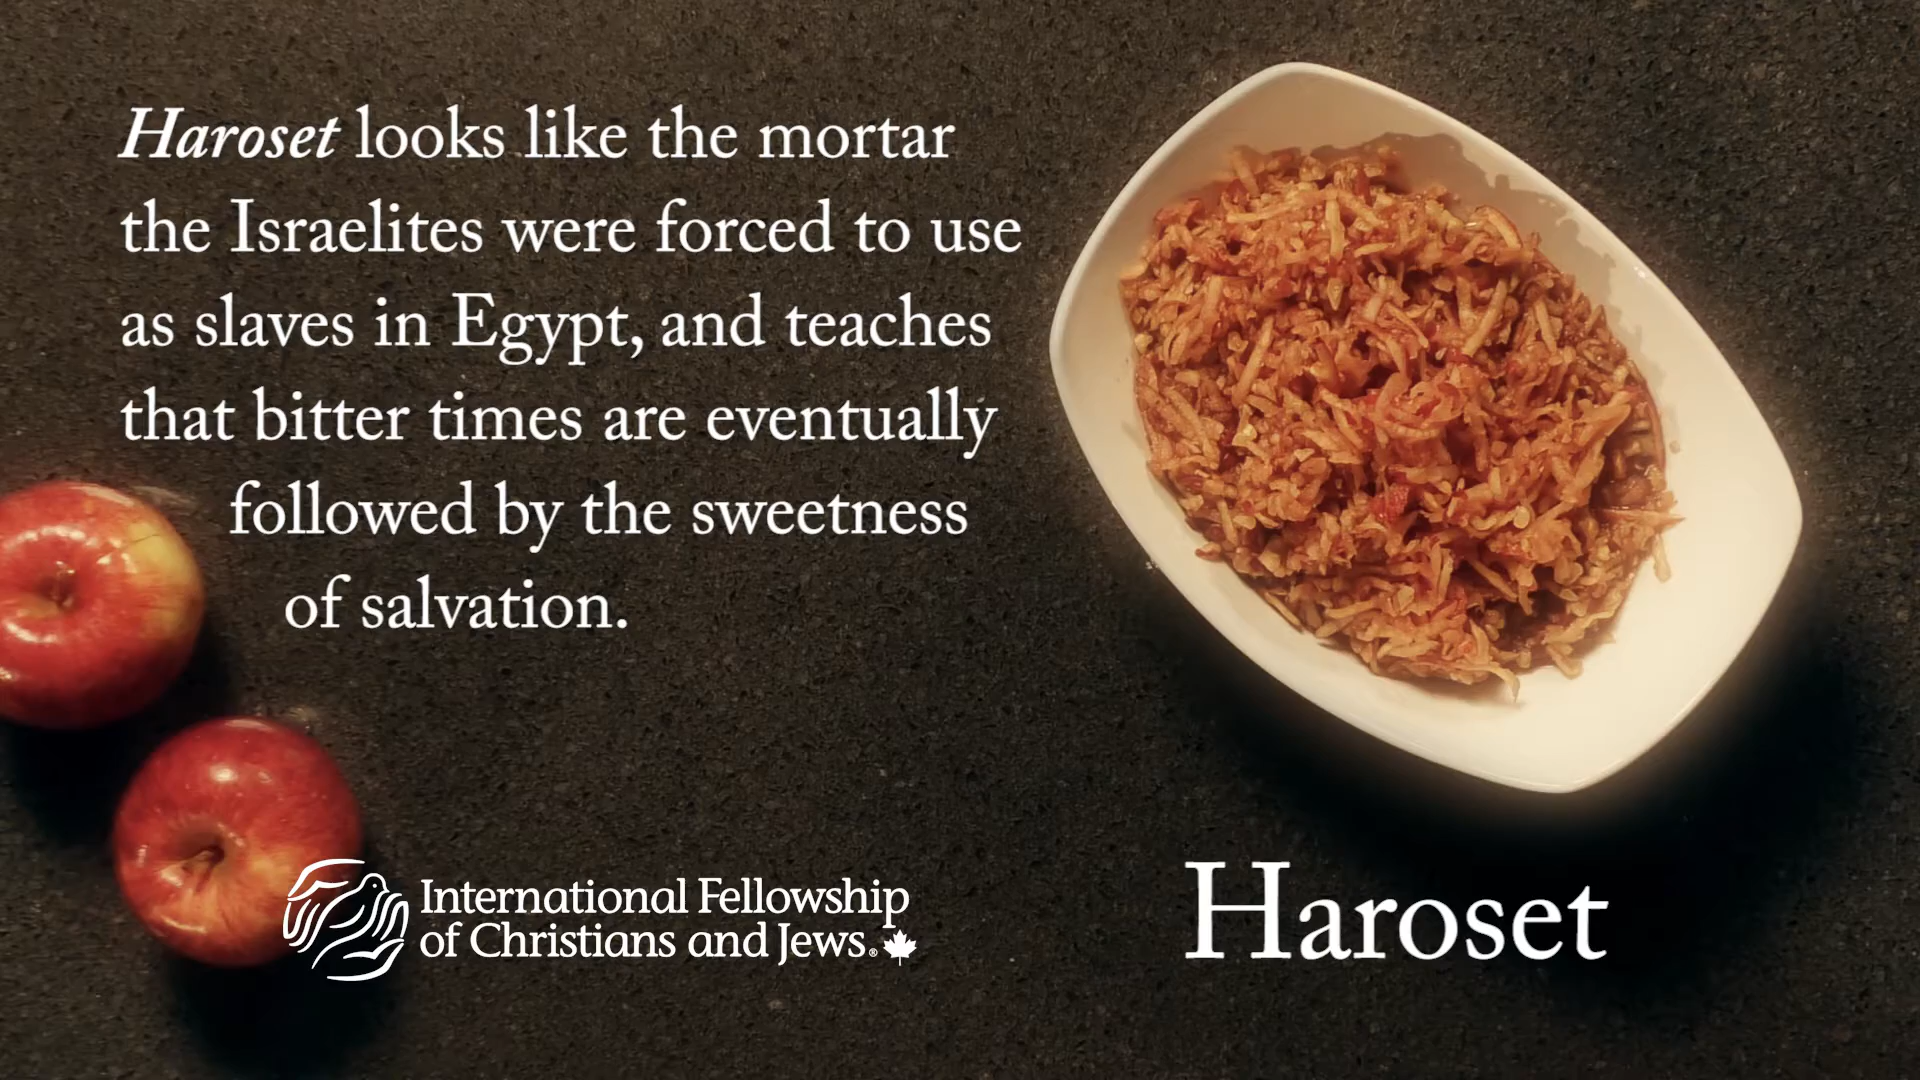 Haroset looks like the mortar
the Israelites were forced to use
as slaves in Egypt, and teaches
that bitter times are eventually
followed by the sweetness
of salvation.
International Fellowship
of Christians and Jews.®
Haroset